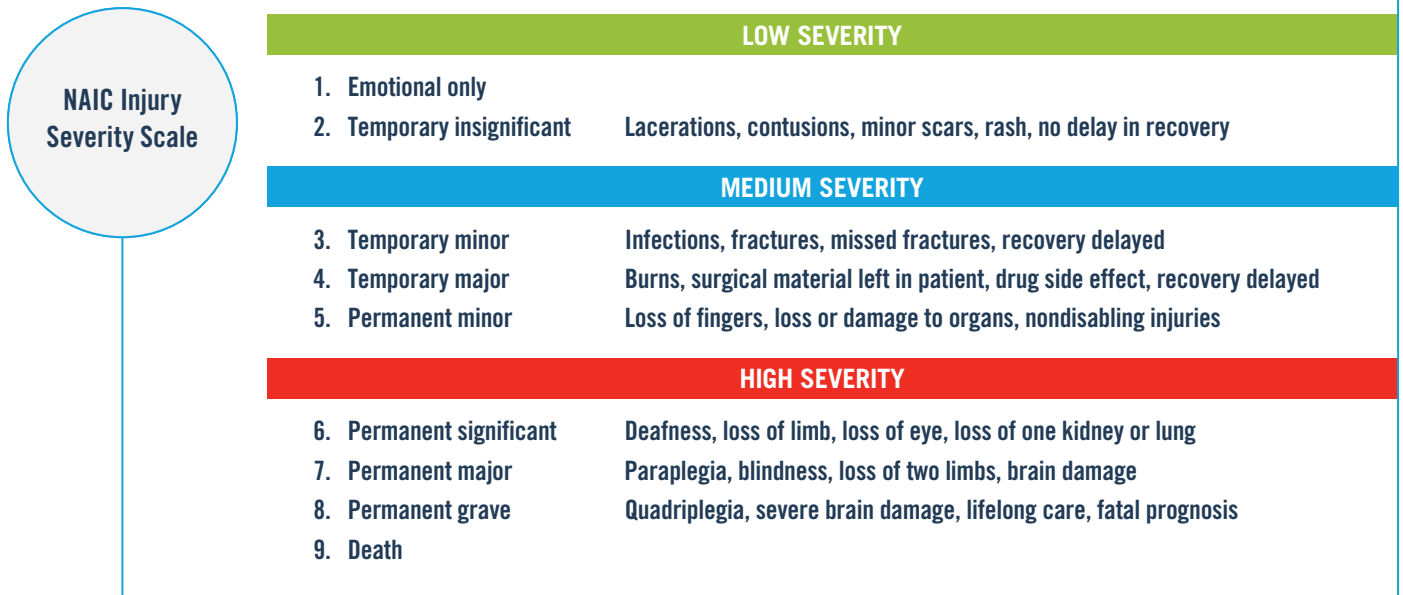 NAIC Injury
Severity Scale
LOW SEVERITY
1. Emotional only
2. Temporary insignificant Lacerations, contusions, minor scars, rash, no delay in recovery
MEDIUM SEVERITY
3. Temporary minor Infections, fractures, missed fractures, recovery delayed
4. Temporary major Burns, surgical material left in patient, drug side effect, recovery delayed
5. Permanent minor Loss of fingers, loss or damage to organs, nondisabling injuries
HIGH SEVERITY
6. Permanent significant Deafness, loss of limb, loss of eye, loss of one kidney or lung
7. Permanent major Paraplegia, blindness, loss of two limbs, brain damage
8. Permanent grave Quadriplegia, severe brain damage, lifelong care, fatal prognosis
9. Death